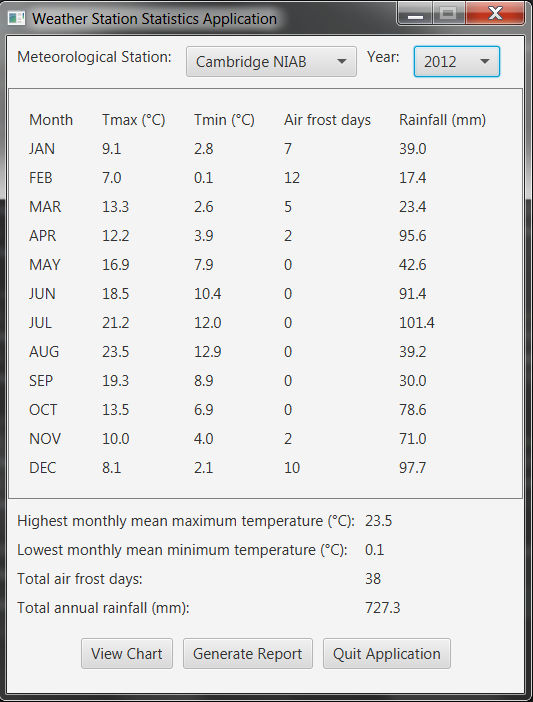 Weather Station Statistics Application
Meteorological Station: Cambridge NIAB Year: 2012
Month Tmax (°C) Tmin (°C) Air frost days Rainfall (mm)
JAN 9.1 2.8 7 39.0
FEB 7.0 0.1 12 17.4
MAR 13.3 2.6 5 23.4
APR 12.2 3.9 2 95.6
MAY 16.9 7.9 0 42.6
JUN 18.5 10.4 0 91.4
JUL 21.2 12.0 0 101.4
AUG 23.5 12.9 0 39.2
SEP 19.3 8.9 0 30.0
OCT 13.5 6.9 0 78.6
NOV 10.0 4.0 2 71.0
DEC 8.1 2.1 10 97.7
Highest monthly mean maximum temperature (°C): 23.5
Lowest monthly mean minimum temperature (°C): 0.1
Total air frost days: 38
Total annual rainfall (mm): 727.3
View Chart Generate Report Quit Application